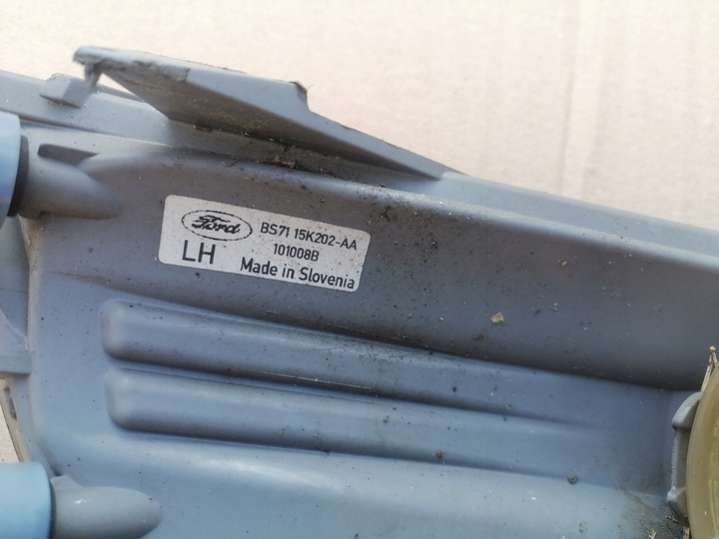 Ford
BS71 15K202-AA
101008B
LH
Made in Slovenia